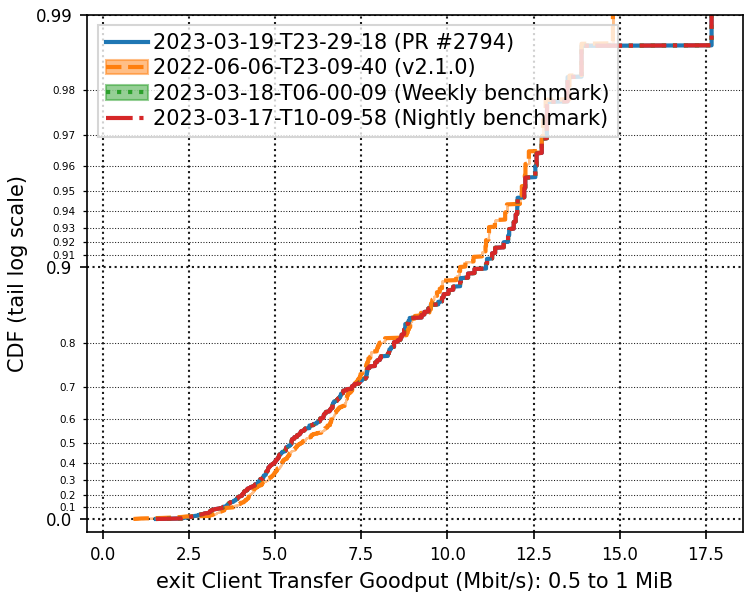 0.99
2023-03-19-T23-29-18 (PR #2794)
2022-06-06-T23-09-40 (v2.1.0)
2023-03-18-T06-00-09 (Weekly benchmark)
2023-03-17-T10-09-58 (Nightly benchmark)
0.98
0.97
0.96
0.95
0.94
0.93
0.92
0.91
0.9
0.8
0.7
0.6
0.5
0.4
0.3
0.2
0.1
0.0
CDF (tail log scale)
0.0 2.5 5.0 7.5 10.0 12.5 15.0 17.5
exit Client Transfer Goodput (Mbit/s): 0.5 to 1 MiB